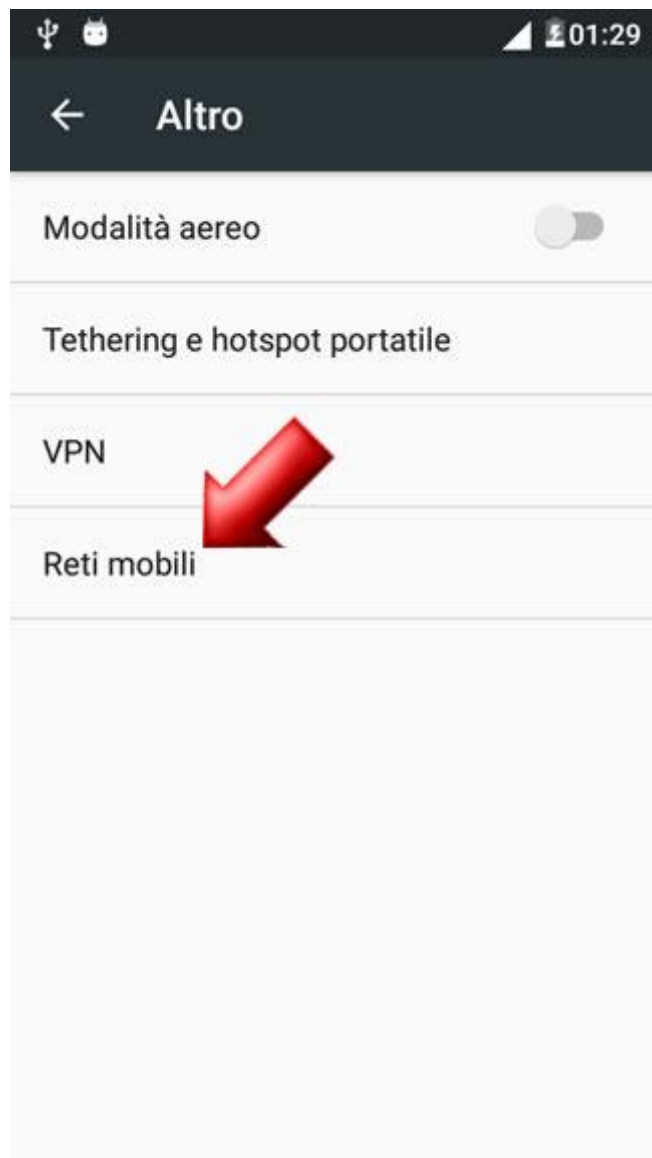 01:29
Altro
Modalità aereo
Tethering e hotspot portatile
VPN
Reti mobili